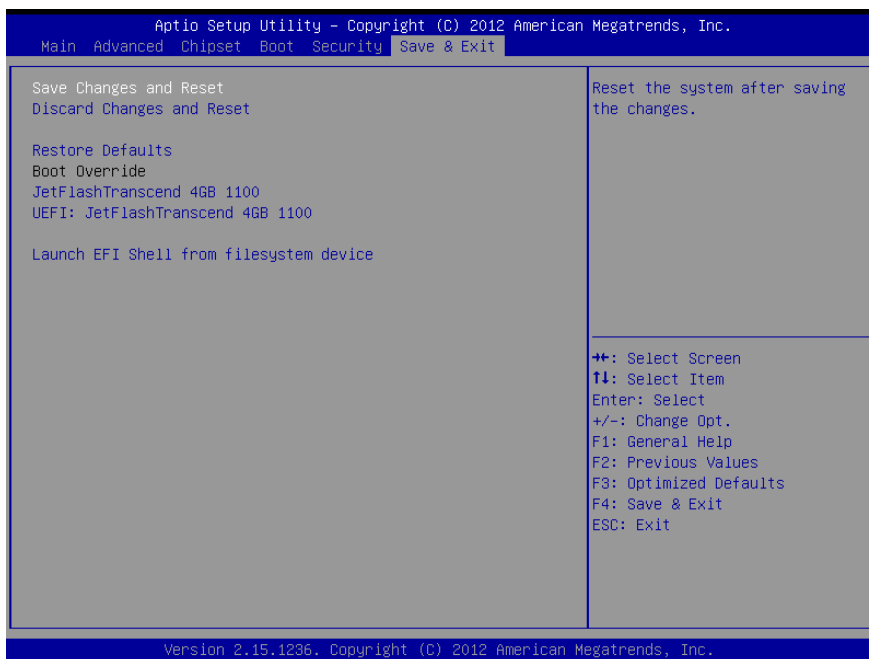 Aptio Setup Utility – Copyright (C) 2012 American Megatrends, Inc.
Main Advanced Chipset Boot Security Save & Exit
Save Changes and Reset
Discard Changes and Reset
Restore Defaults
Boot Override
JetFlashTranscend 4GB 1100
UEFI: JetFlashTranscend 4GB 1100
Launch EFI Shell from filesystem device
Reset the system after saving
the changes.
→←: Select Screen
↑↓: Select Item
Enter: Select
+/-: Change Opt.
F1: General Help
F2: Previous Values
F3: Optimized Defaults
F4: Save & Exit
ESC: Exit
Version 2.15.1236. Copyright (C) 2012 American Megatrends, Inc.